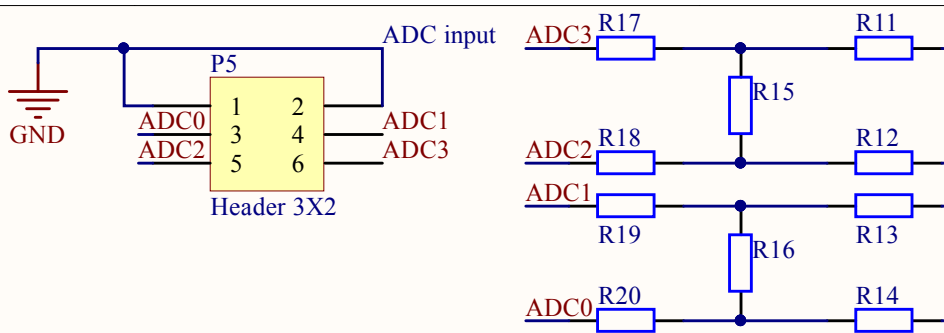 ADC input
P5
1 2
ADC0 3 4 ADC1
ADC2 5 6 ADC3
GND
Header 3X2
ADC3 R17 R11
R15
ADC2 R18 R12
ADC1
R19 R13
R16
ADC0 R20 R14